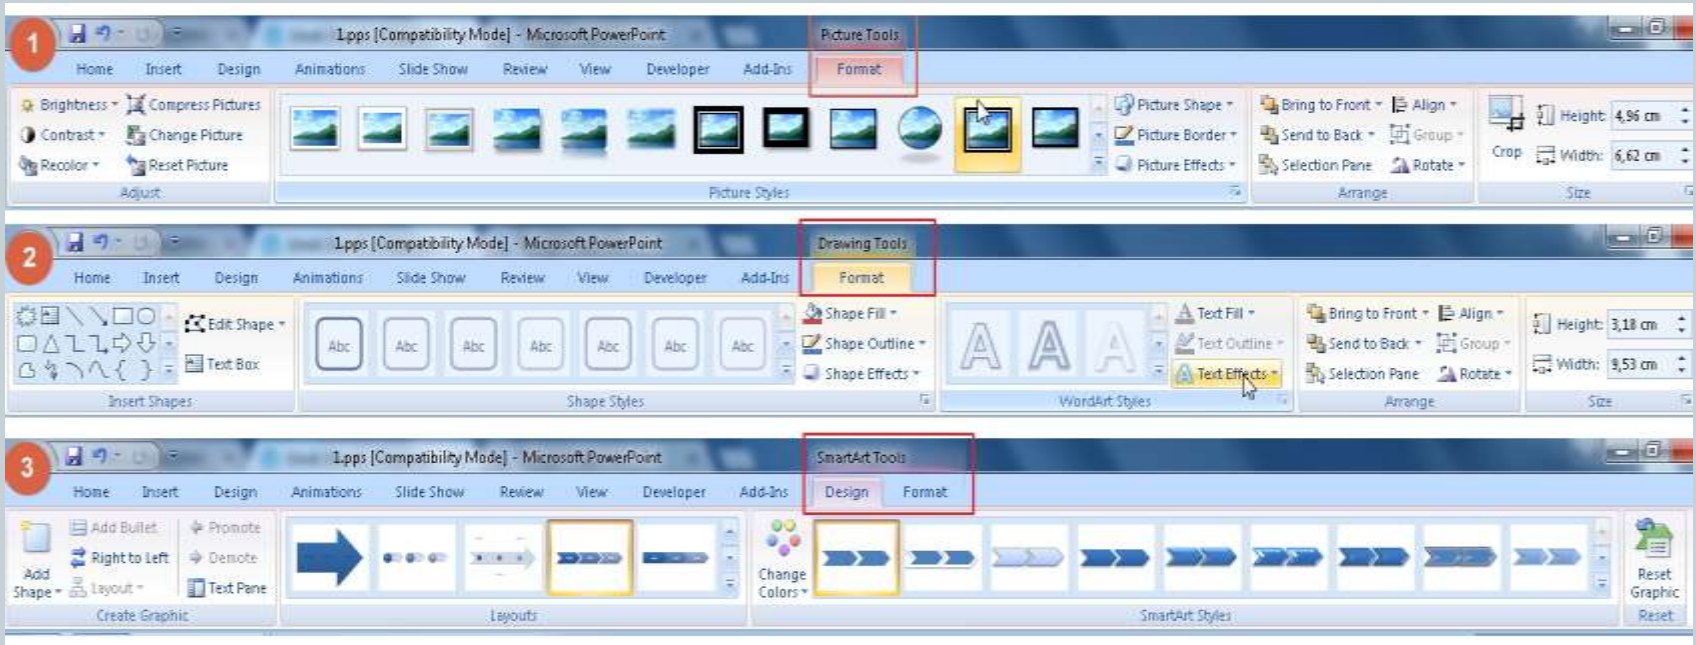 1
1.pps [Compatibility Mode] - Microsoft PowerPoint
Picture Tools
Home Insert Design Animations Slide Show Review View Developer Add-Ins Format
Brightness Compress Pictures
Contrast Change Picture
Recolor Reset Picture
Adjust
Picture Styles
Picture Shape
Picture Border
Picture Effects
Bring to Front Align
Send to Back Group
Selection Pane Rotate
Arrange
Crop
Height: 4,96 cm
Width: 6,62 cm
Size
2
1.pps [Compatibility Mode] - Microsoft PowerPoint
Drawing Tools
Home Insert Design Animations Slide Show Review View Developer Add-Ins Format
Edit Shape
Text Box
Insert Shapes
Abc Abc Abc Abc Abc Abc Abc
Shape Styles
Shape Fill
Shape Outline
Shape Effects
A A A
WordArt Styles
Text Fill
Text Outline
Text Effects
Bring to Front Align
Send to Back Group
Selection Pane Rotate
Arrange
Height: 3,18 cm
Width: 9,53 cm
Size
3
1.pps [Compatibility Mode] - Microsoft PowerPoint
SmartArt Tools
Home Insert Design Animations Slide Show Review View Developer Add-Ins Design Format
Add
Shape
Add Bullet
Right to Left
Layout
Promote
Demote
Text Pane
Create Graphic
Layouts
Change
Colors
SmartArt Styles
Reset
Graphic
Reset